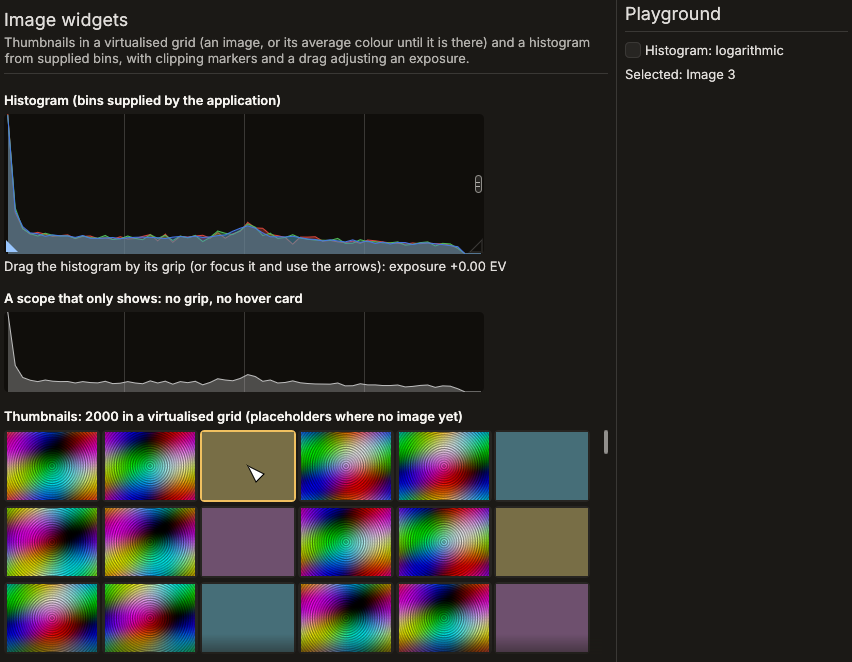 Image widgets
Thumbnails in a virtualised grid (an image, or its average colour until it is there) and a histogram
from supplied bins, with clipping markers and a drag adjusting an exposure.
Histogram (bins supplied by the application)
Drag the histogram by its grip (or focus it and use the arrows): exposure +0.00 EV
A scope that only shows: no grip, no hover card
Thumbnails: 2000 in a virtualised grid (placeholders where no image yet)
Playground
Histogram: logarithmic
Selected: Image 3